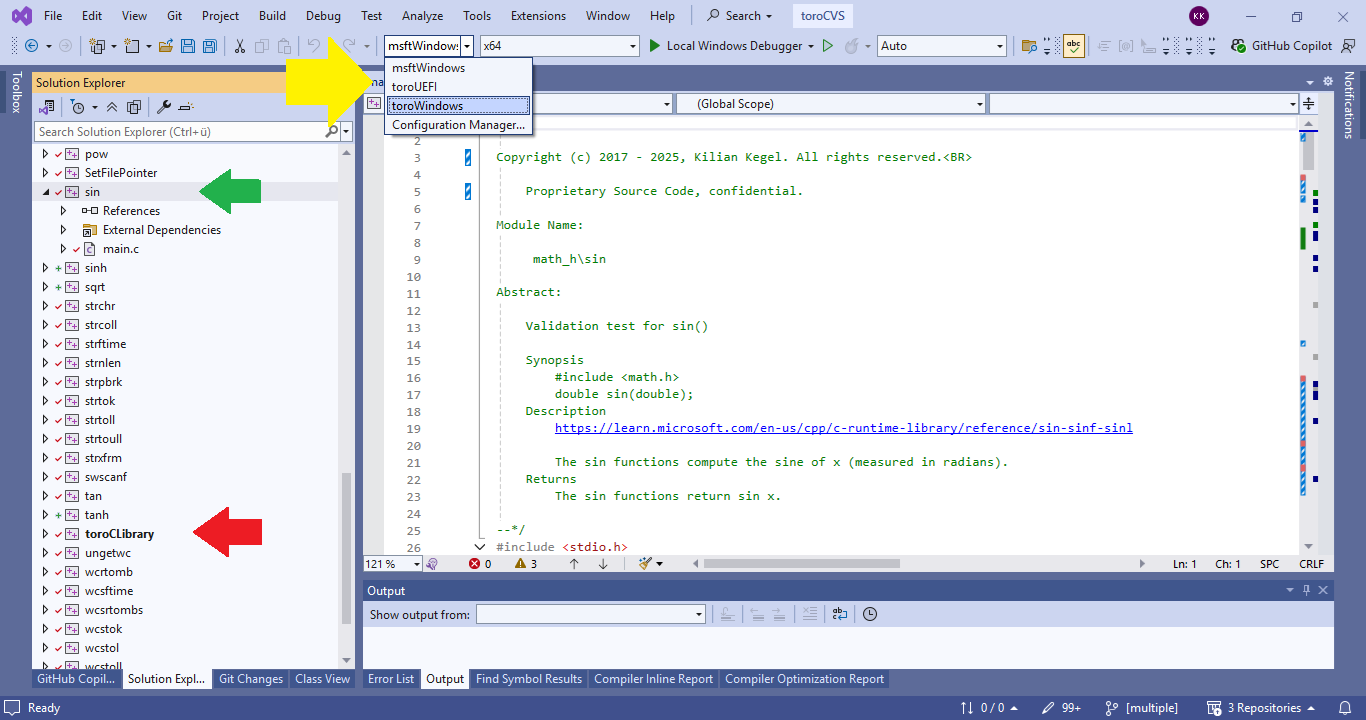 File Edit View Git Project Build Debug Test Analyze Tools Extensions Window Help Search toroCVS KK
msftWindows x64 Local Windows Debugger Auto GitHub Copilot
msftWindows
toroUEFI
toroWindows
Configuration Manager...
Toolbox
Solution Explorer
Search Solution Explorer (Ctrl+ü)
pow
SetFilePointer
sin
References
External Dependencies
main.c
sinh
sqrt
strchr
strcoll
strftime
strnlen
strpbrk
strtok
strtoll
strtoull
strxfrm
swscanf
tan
tanh
toroCLibrary
ungetwc
wcrtomb
wcsftime
wcsrtombs
wcstok
wcstol
wcstoll
GitHub Copil... Solution Expl... Git Changes Class View
(Global Scope)
Notifications
2
3 Copyright (c) 2017 - 2025, Kilian Kegel. All rights reserved.<BR>
4
5 Proprietary Source Code, confidential.
6
7 Module Name:
8
9 math_h\sin
10
11 Abstract:
12
13 Validation test for sin()
14
15 Synopsis
16 #include <math.h>
17 double sin(double);
18 Description
19 https://learn.microsoft.com/en-us/cpp/c-runtime-library/reference/sin-sinf-sinl
20
21 The sin functions compute the sine of x (measured in radians).
22 Returns
23 The sin functions return sin x.
24
25 --*/
26 #include <stdio.h>
121 % 0 3 Ln: 1 Ch: 1 SPC CRLF
Output
Show output from:
Error List Output Find Symbol Results Compiler Inline Report Compiler Optimization Report
Ready 0 / 0 99+ [multiple] 3 Repositories